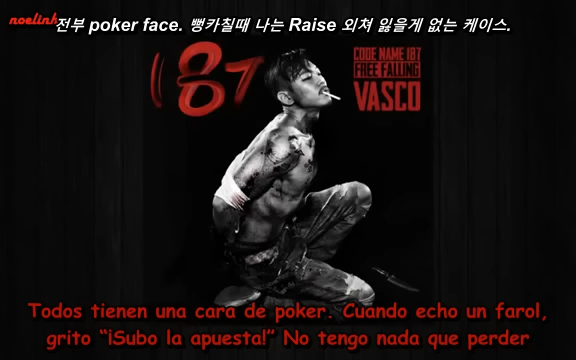 noelinh
전부 poker face. 뻥카칠때 나는 Raise 외쳐 잃을게 없는 케이스.
187
CODE NAME 187
FREE FALLING
VASCO
Todos tienen una cara de poker. Cuando echo un farol,
grito “¡Subo la apuesta!” No tengo nada que perder